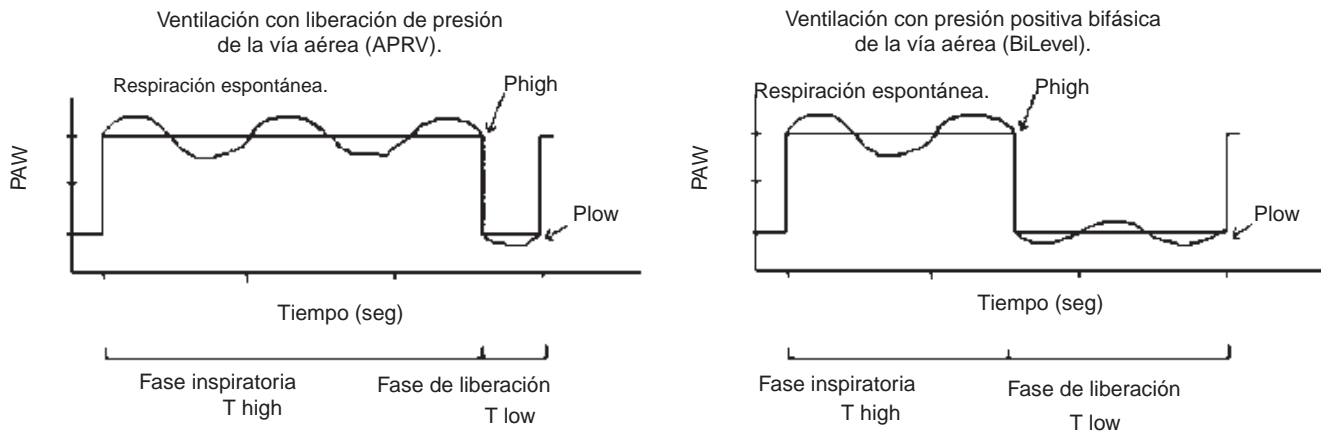 Ventilación con liberación de presión
de la vía aérea (APRV).
Respiración espontánea.
Phigh
PAW
Plow
Tiempo (seg)
Fase inspiratoria
T high
Fase de liberación
T low
Ventilación con presión positiva bifásica
de la vía aérea (BiLevel).
Respiración espontánea.
Phigh
PAW
Plow
Tiempo (seg)
Fase inspiratoria
T high
Fase de liberación
T low